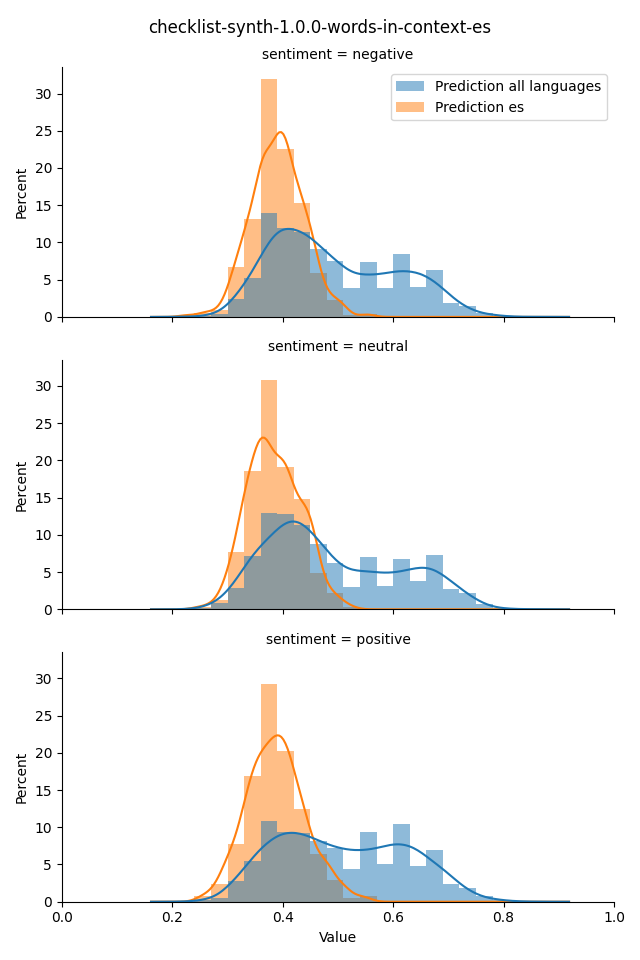 checklist-synth-1.0.0-words-in-context-es
sentiment = negative
Prediction all languages
Prediction es
30
25
20
15
10
5
0
Percent
sentiment = neutral
30
25
20
15
10
5
0
Percent
sentiment = positive
30
25
20
15
10
5
0
Percent
0.0 0.2 0.4 0.6 0.8 1.0
Value